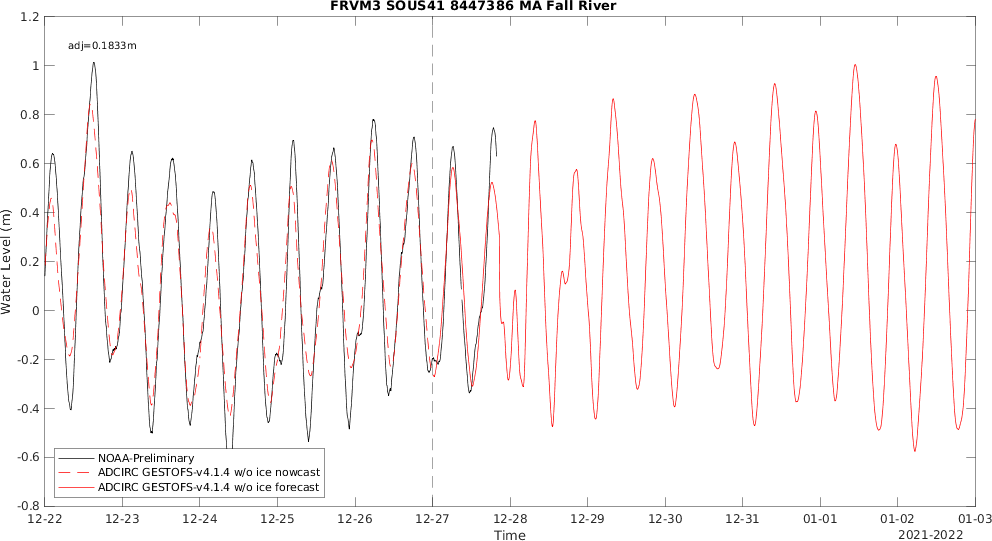 FRVM3 SOUS41 8447386 MA Fall River
adj=0.1833m
Water Level (m)
1.2
1
0.8
0.6
0.4
0.2
0
-0.2
-0.4
-0.6
-0.8
NOAA-Preliminary
ADCIRC GESTOFS-v4.1.4 w/o ice nowcast
ADCIRC GESTOFS-v4.1.4 w/o ice forecast
12-22 12-23 12-24 12-25 12-26 12-27 12-28 12-29 12-30 12-31 01-01 01-02 01-03
Time
2021-2022